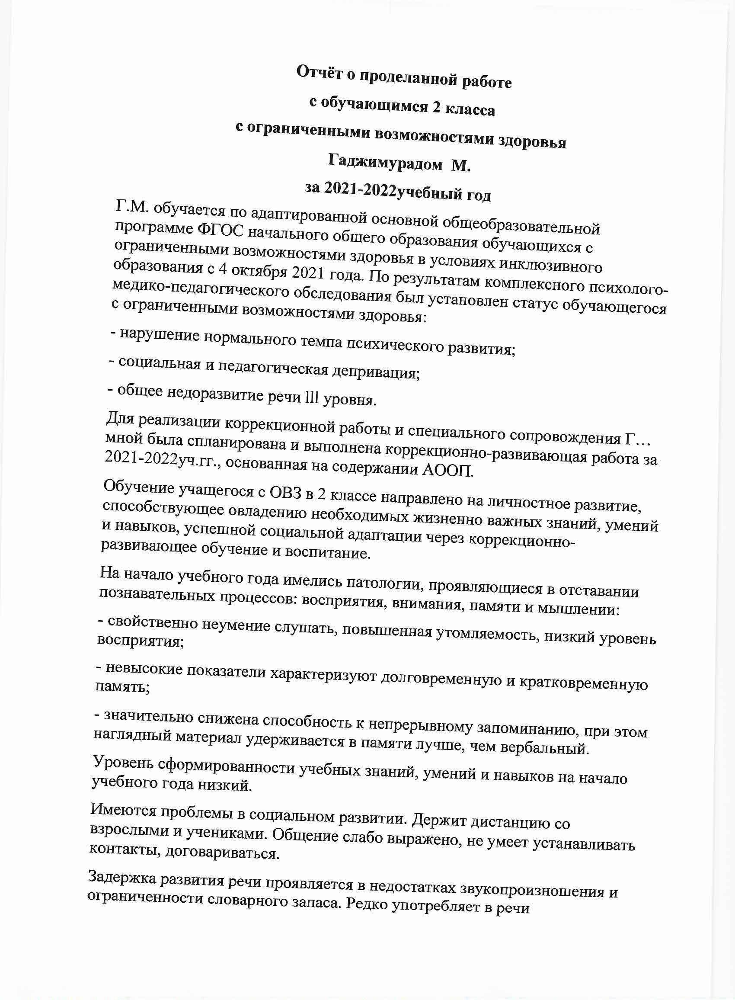 Отчёт о проделанной работе
с обучающимся 2 класса
с ограниченными возможностями здоровья
Гаджимурадом М.
за 2021-2022учебный год
Г.М. обучается по адаптированной основной общеобразовательной
программе ФГОС начального общего образования обучающихся с
ограниченными возможностями здоровья в условиях инклюзивного
образования с 4 октября 2021 года. По результатам комплексного психолого-
медико-педагогического обследования был установлен статус обучающегося
с ограниченными возможностями здоровья:
- нарушение нормального темпа психического развития;
- социальная и педагогическая депривация;
- общее недоразвитие речи lll уровня.
Для реализации коррекционной работы и специального сопровождения Г…
мной была спланирована и выполнена коррекционно-развивающая работа за
2021-2022уч.гг., основанная на содержании АООП.
Обучение учащегося с ОВЗ в 2 классе направлено на личностное развитие,
способствующее овладению необходимых жизненно важных знаний, умений
и навыков, успешной социальной адаптации через коррекционно-
развивающее обучение и воспитание.
На начало учебного года имелись патологии, проявляющиеся в отставании
познавательных процессов: восприятия, внимания, памяти и мышлении:
- свойственно неумение слушать, повышенная утомляемость, низкий уровень
восприятия;
- невысокие показатели характеризуют долговременную и кратковременную
память;
- значительно снижена способность к непрерывному запоминанию, при этом
наглядный материал удерживается в памяти лучше, чем вербальный.
Уровень сформированности учебных знаний, умений и навыков на начало
учебного года низкий.
Имеются проблемы в социальном развитии. Держит дистанцию со
взрослыми и учениками. Общение слабо выражено, не умеет устанавливать
контакты, договариваться.
Задержка развития речи проявляется в недостатках звукопроизношения и
ограниченности словарного запаса. Редко употребляет в речи